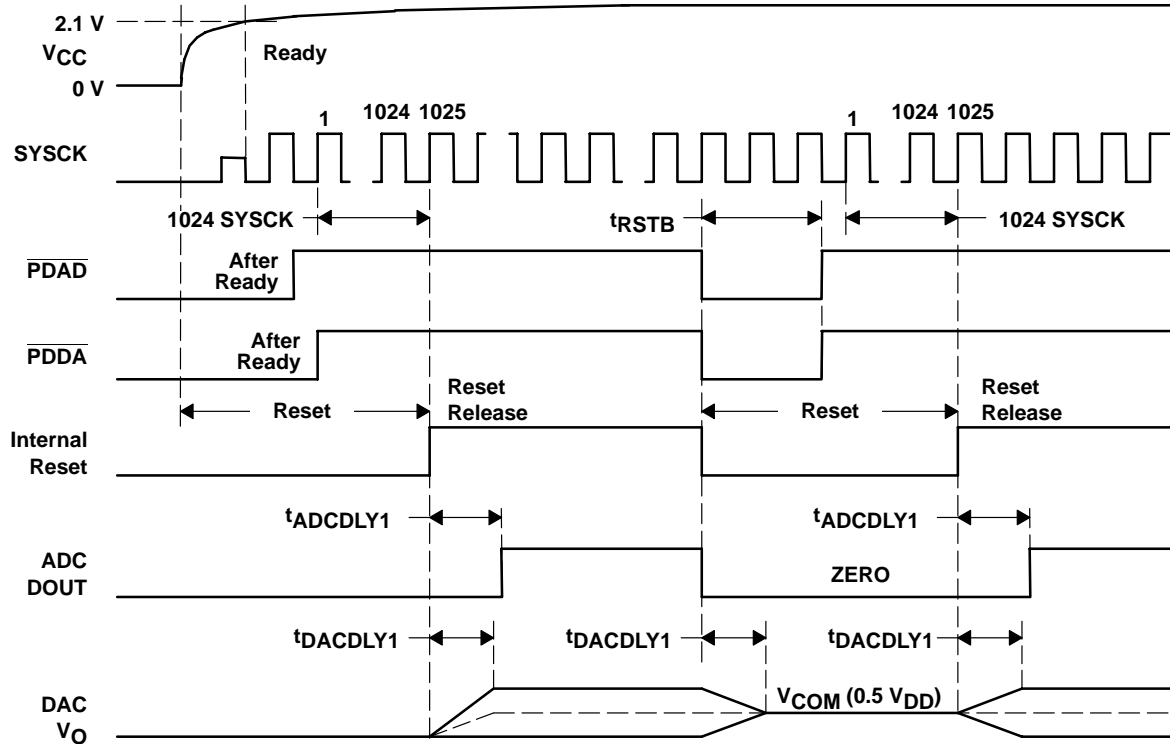 2.1 V
VCC
0 V
Ready
1
1024 1025
1
1024 1025
SYSCK
1024 SYSCK
tRSTB
1024 SYSCK
PDAD
After
Ready
PDDA
After
Ready
Reset
Reset
Release
Reset
Reset
Release
Internal
Reset
tADCDLY1
tADCDLY1
ADC
DOUT
ZERO
tDACDLY1
tDACDLY1
tDACDLY1
DAC
VO
VCOM (0.5 VDD)